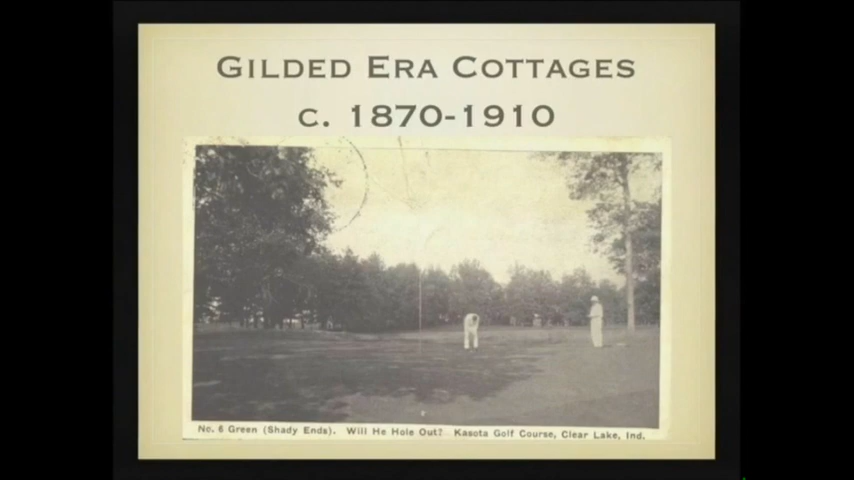 GILDED ERA COTTAGES
C. 1870-1910
No. 6 Green (Shady Ends). Will He Hole Out? Kasota Golf Course, Clear Lake, Ind.